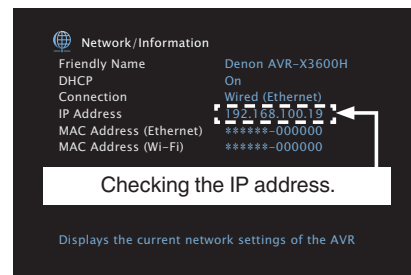 Network/Information
Friendly Name Denon AVR-X3600H
DHCP On
Connection Wired (Ethernet)
IP Address 192.168.100.19
MAC Address (Ethernet) ******-000000
MAC Address (Wi-Fi) ******-000000
Checking the IP address.
Displays the current network settings of the AVR